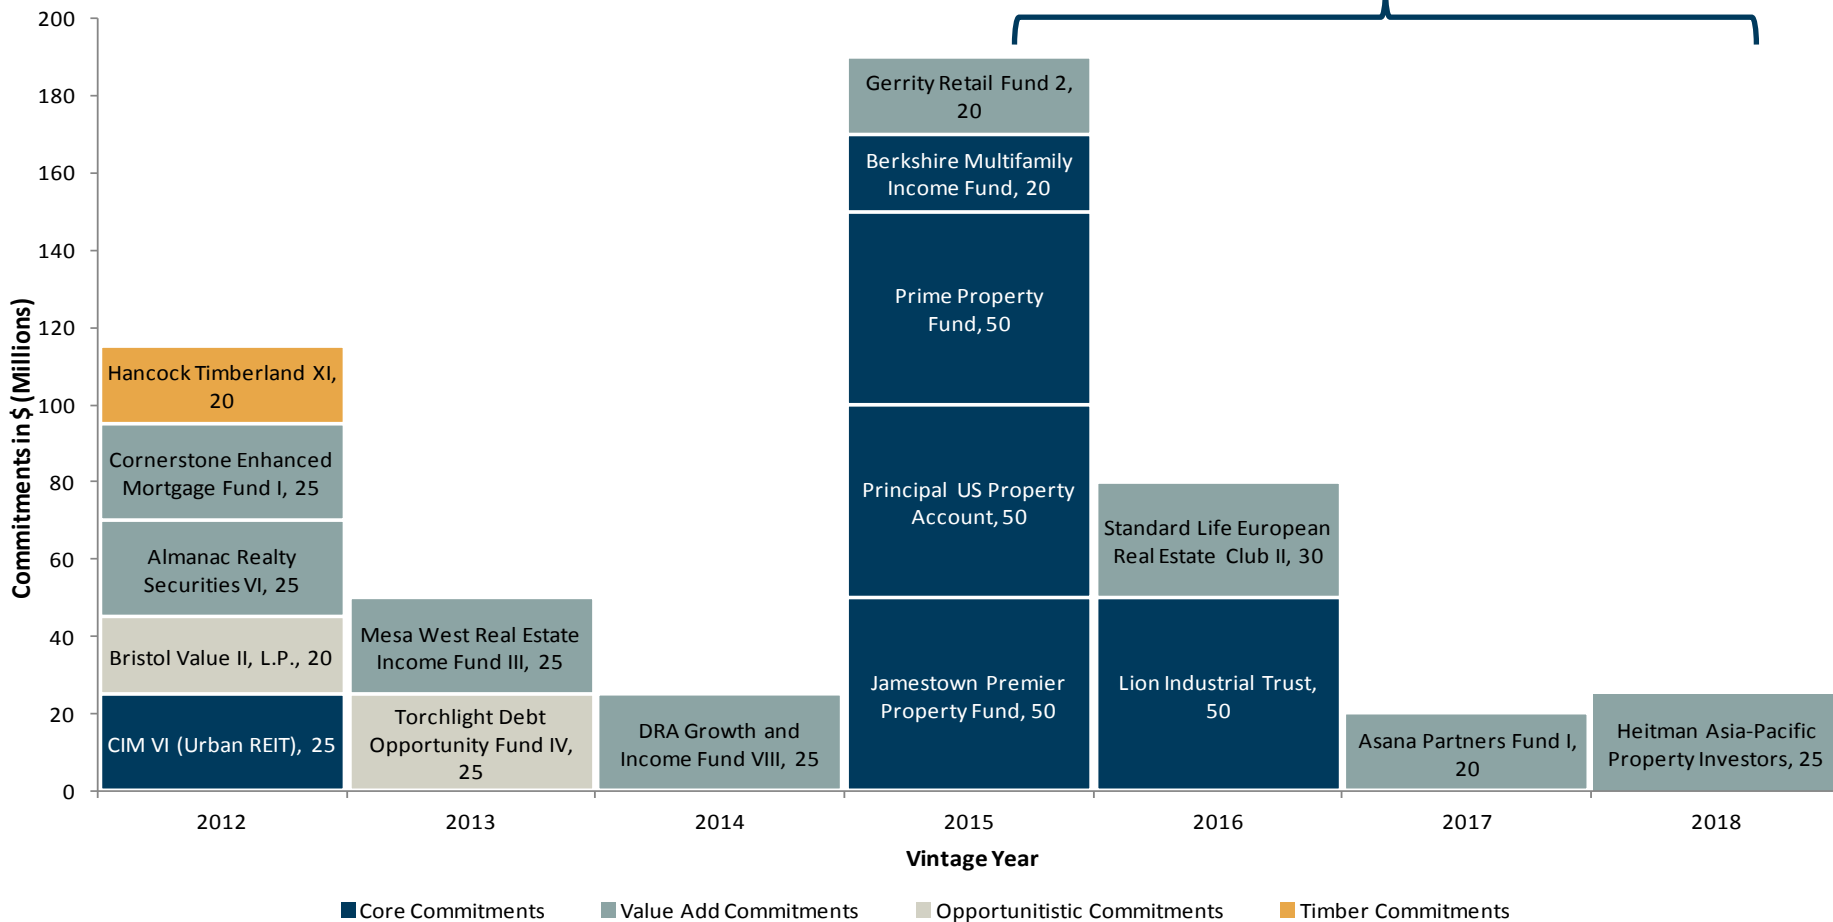 200
180
160
140
120
100
80
60
40
20
0
Commitments in $ (Millions)
Hancock Timberland XI,
20
Cornerstone Enhanced
Mortgage Fund I, 25
Almanac Realty
Securities VI, 25
Bristol Value II, L.P., 20
CIM VI (Urban REIT), 25
Mesa West Real Estate
Income Fund III, 25
Torchlight Debt
Opportunity Fund IV,
25
DRA Growth and
Income Fund VIII, 25
Gerrity Retail Fund 2,
20
Berkshire Multifamily
Income Fund, 20
Prime Property
Fund, 50
Principal US Property
Account, 50
Jamestown Premier
Property Fund, 50
Standard Life European
Real Estate Club II, 30
Lion Industrial Trust,
50
Asana Partners Fund I,
20
Heitman Asia-Pacific
Property Investors, 25
2012 2013 2014 2015 2016 2017 2018
Vintage Year
Core Commitments Value Add Commitments Opportunitistic Commitments Timber Commitments